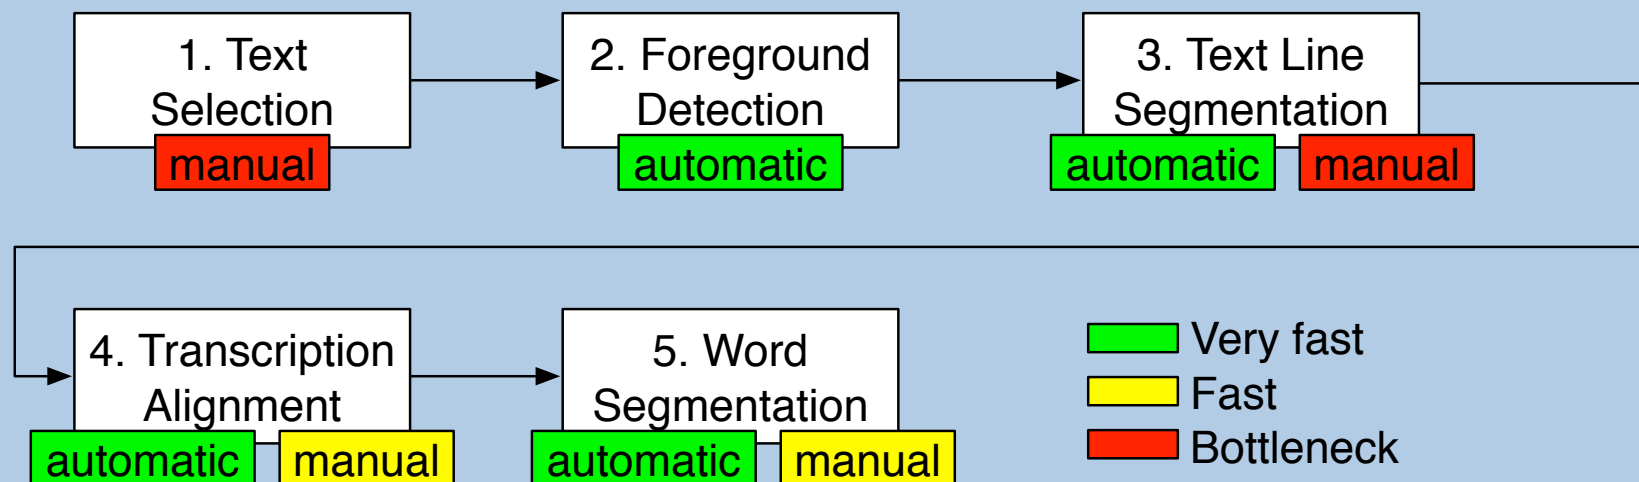 1. Text
Selection
manual
2. Foreground
Detection
automatic
3. Text Line
Segmentation
automatic manual
4. Transcription
Alignment
automatic manual
5. Word
Segmentation
automatic manual
Very fast
Fast
Bottleneck